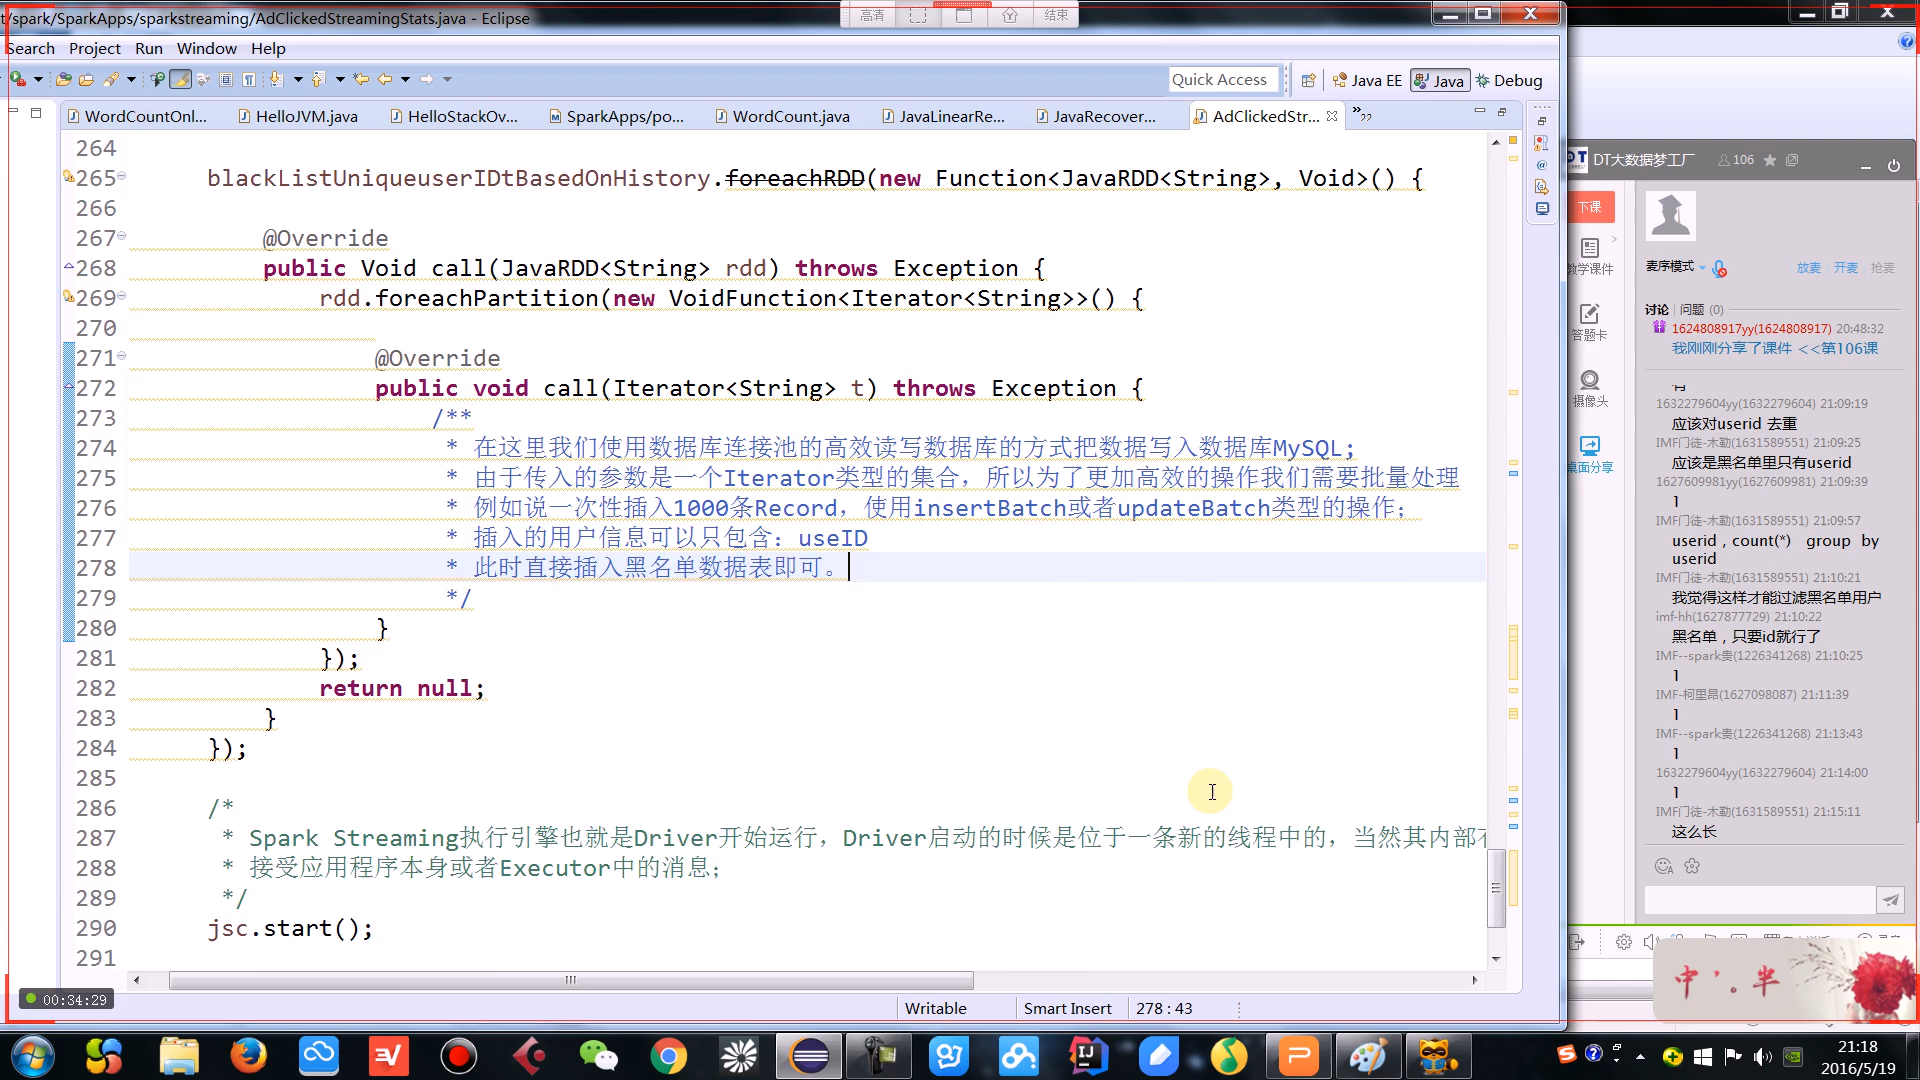 t/spark/SparkApps/sparkstreaming/AdClickedStreamingStats.java - Eclipse
高清 结束
Search Project Run Window Help
Quick Access Java EE Java Debug
WordCountOnl... HelloJVM.java HelloStackOv... SparkApps/po... WordCount.java JavaLinearRe... JavaRecover... AdClickedStr... 22
264
265 blackListUniqueuserIDtBasedOnHistory.foreachRDD(new Function<JavaRDD<String>, Void>() {
266
267 @Override
268 public Void call(JavaRDD<String> rdd) throws Exception {
269 rdd.foreachPartition(new VoidFunction<Iterator<String>>() {
270
271 @Override
272 public void call(Iterator<String> t) throws Exception {
273 /**
274 * 在这里我们使用数据库连接池的高效读写数据库的方式把数据写入数据库MySQL;
275 * 由于传入的参数是一个Iterator类型的集合，所以为了更加高效的操作我们需要批量处理
276 * 例如说一次性插入1000条Record，使用insertBatch或者updateBatch类型的操作；
277 * 插入的用户信息可以只包含：useID
278 * 此时直接插入黑名单数据表即可。
279 */
280 }
281 });
282 return null;
283 }
284 });
285
286 /*
287 * Spark Streaming执行引擎也就是Driver开始运行，Driver启动的时候是位于一条新的线程中的，当然其内部
288 * 接受应用程序本身或者Executor中的消息；
289 */
290 jsc.start();
291
Writable Smart Insert 278 : 43
00:34:29
DT大数据梦工厂 106
下课
教学课件
答题卡
摄像头
桌面分享
麦序模式 放麦 开麦 抢麦
讨论 问题 (0)
1624808917yy(1624808917) 20:48:32
我刚刚分享了课件 <<第106课
1632279604yy(1632279604) 21:09:19
应该对userid 去重
IMF门徒-木勒(1631589551) 21:09:25
应该是黑名单里只有userid
1627609981yy(1627609981) 21:09:39
1
IMF门徒-木勒(1631589551) 21:09:57
userid , count(*) group by
userid
IMF门徒-木勒(1631589551) 21:10:21
我觉得这样才能过滤黑名单用户
imf-hh(1627877729) 21:10:22
黑名单，只要id就行了
IMF--spark贵(1226341268) 21:10:25
1
IMF-柯里昂(1627098087) 21:11:39
1
IMF--spark贵(1226341268) 21:13:43
1
1632279604yy(1632279604) 21:14:00
1
IMF门徒-木勒(1631589551) 21:15:11
这么长
中 ' 。 半
21:18
2016/5/19